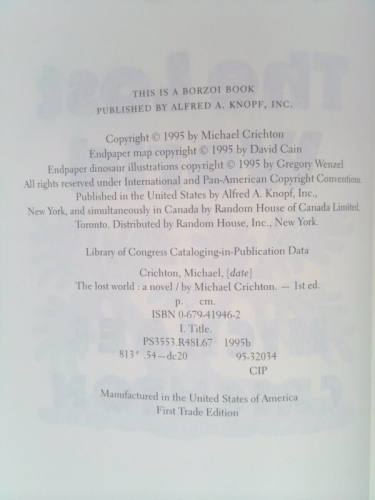 THIS IS A BORZOI BOOK
PUBLISHED BY ALFRED A. KNOPF, INC.
Copyright © 1995 by Michael Crichton
Endpaper map copyright © 1995 by David Cain
Endpaper dinosaur illustrations copyright © 1995 by Gregory Wenzel
All rights reserved under International and Pan-American Copyright Conventions.
Published in the United States by Alfred A. Knopf, Inc.,
New York, and simultaneously in Canada by Random House of Canada Limited,
Toronto. Distributed by Random House, Inc., New York.
Library of Congress Cataloging-in-Publication Data
Crichton, Michael, [date]
The lost world : a novel / by Michael Crichton. — 1st ed.
p. cm.
ISBN 0-679-41946-2
I. Title.
PS3553.R48L67 1995b
813'.54—dc20 95-32034
CIP
Manufactured in the United States of America
First Trade Edition